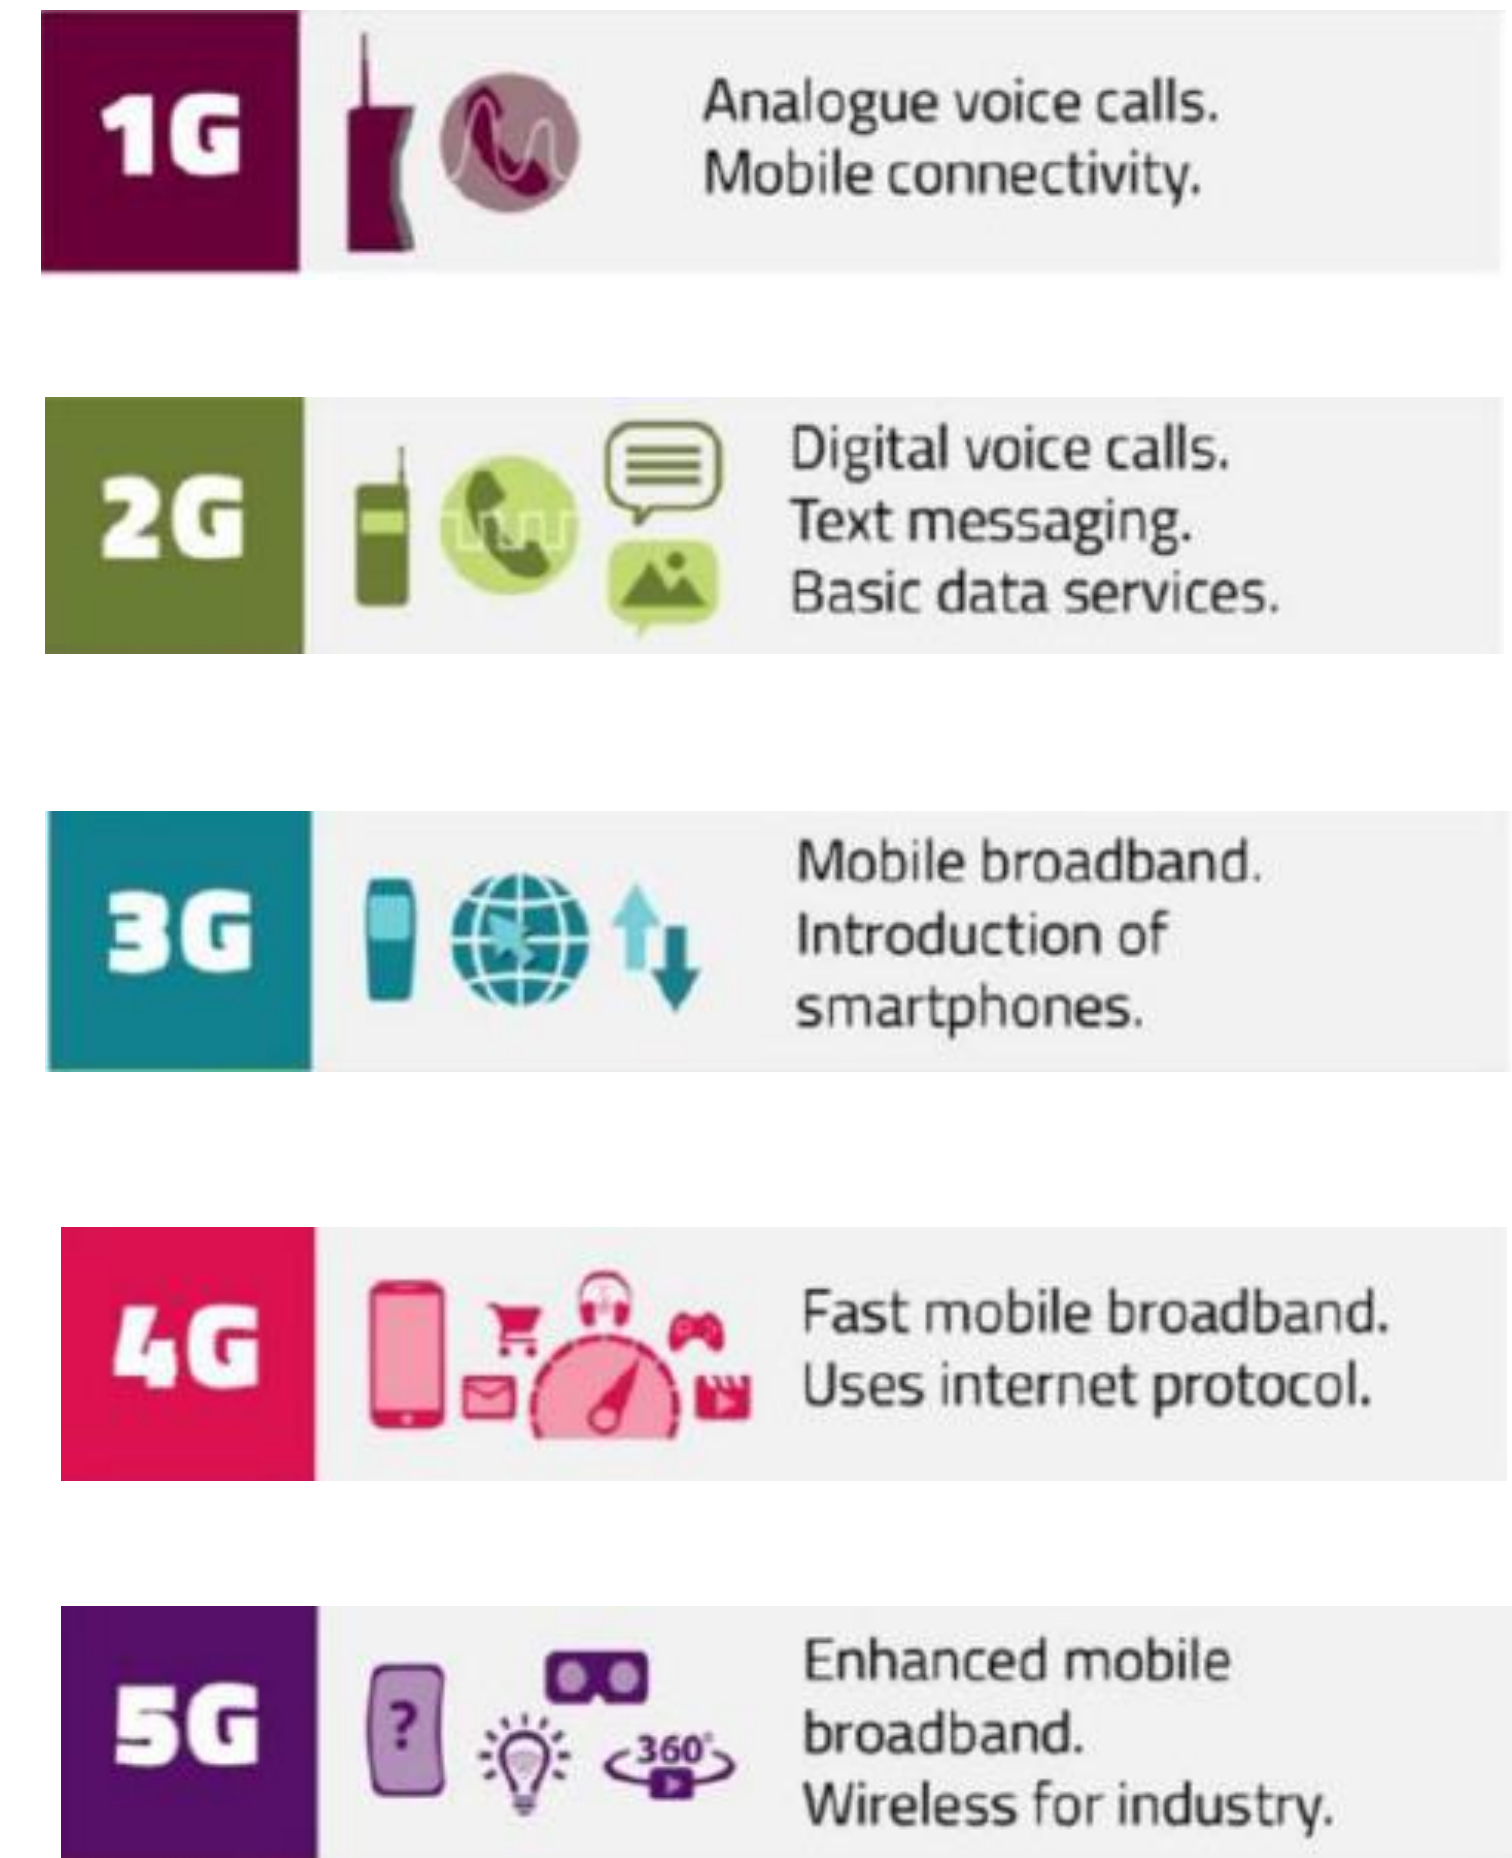 1G
Analogue voice calls.
Mobile connectivity.
2G
Digital voice calls.
Text messaging.
Basic data services.
3G
Mobile broadband.
Introduction of
smartphones.
4G
Fast mobile broadband.
Uses internet protocol.
5G
?
360°
Enhanced mobile
broadband.
Wireless for industry.